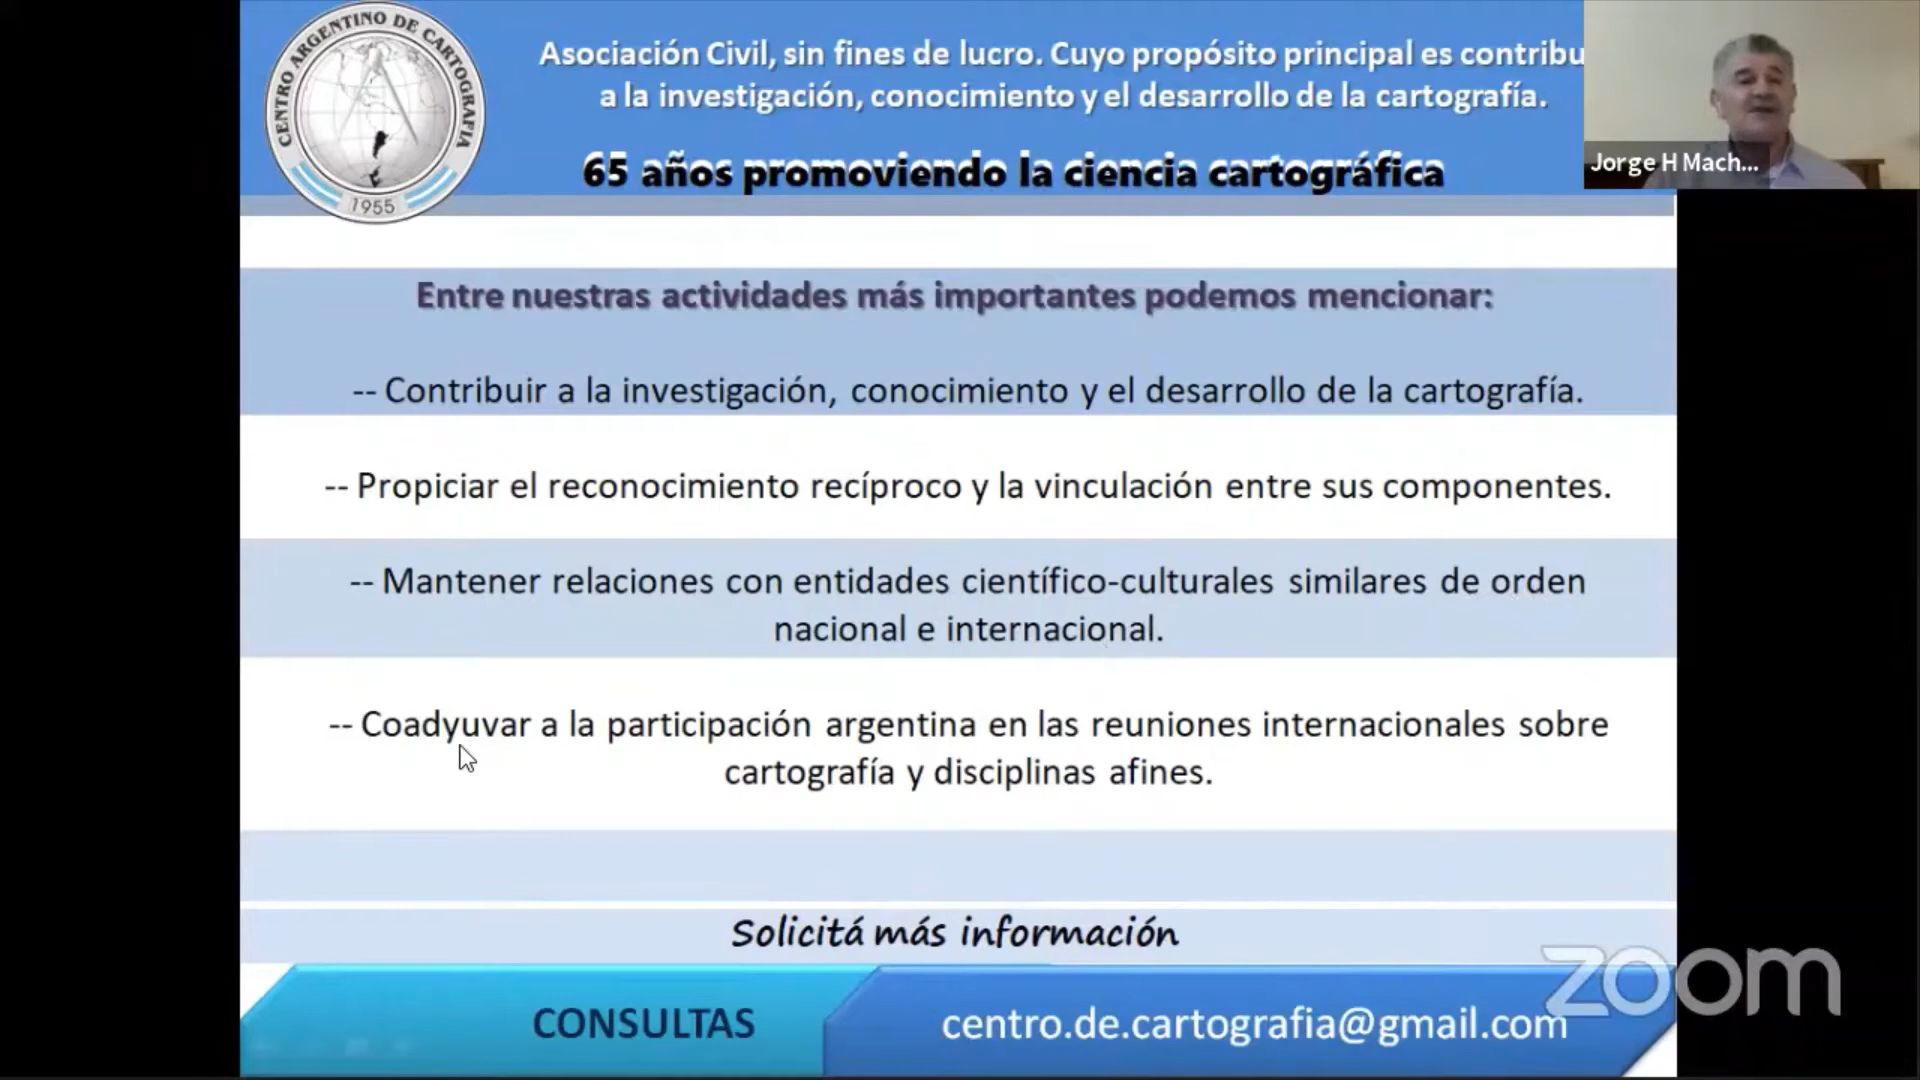 CENTRO ARGENTINO DE CARTOGRAFIA
1955
Asociación Civil, sin fines de lucro. Cuyo propósito principal es contribu
a la investigación, conocimiento y el desarrollo de la cartografía.
65 años promoviendo la ciencia cartográfica
Jorge H Mach...
Entre nuestras actividades más importantes podemos mencionar:
-- Contribuir a la investigación, conocimiento y el desarrollo de la cartografía.
-- Propiciar el reconocimiento recíproco y la vinculación entre sus componentes.
-- Mantener relaciones con entidades científico-culturales similares de orden
nacional e internacional.
-- Coadyuvar a la participación argentina en las reuniones internacionales sobre
cartografía y disciplinas afines.
Solicitá más información
CONSULTAS
centro.de.cartografia@gmail.com
zoom